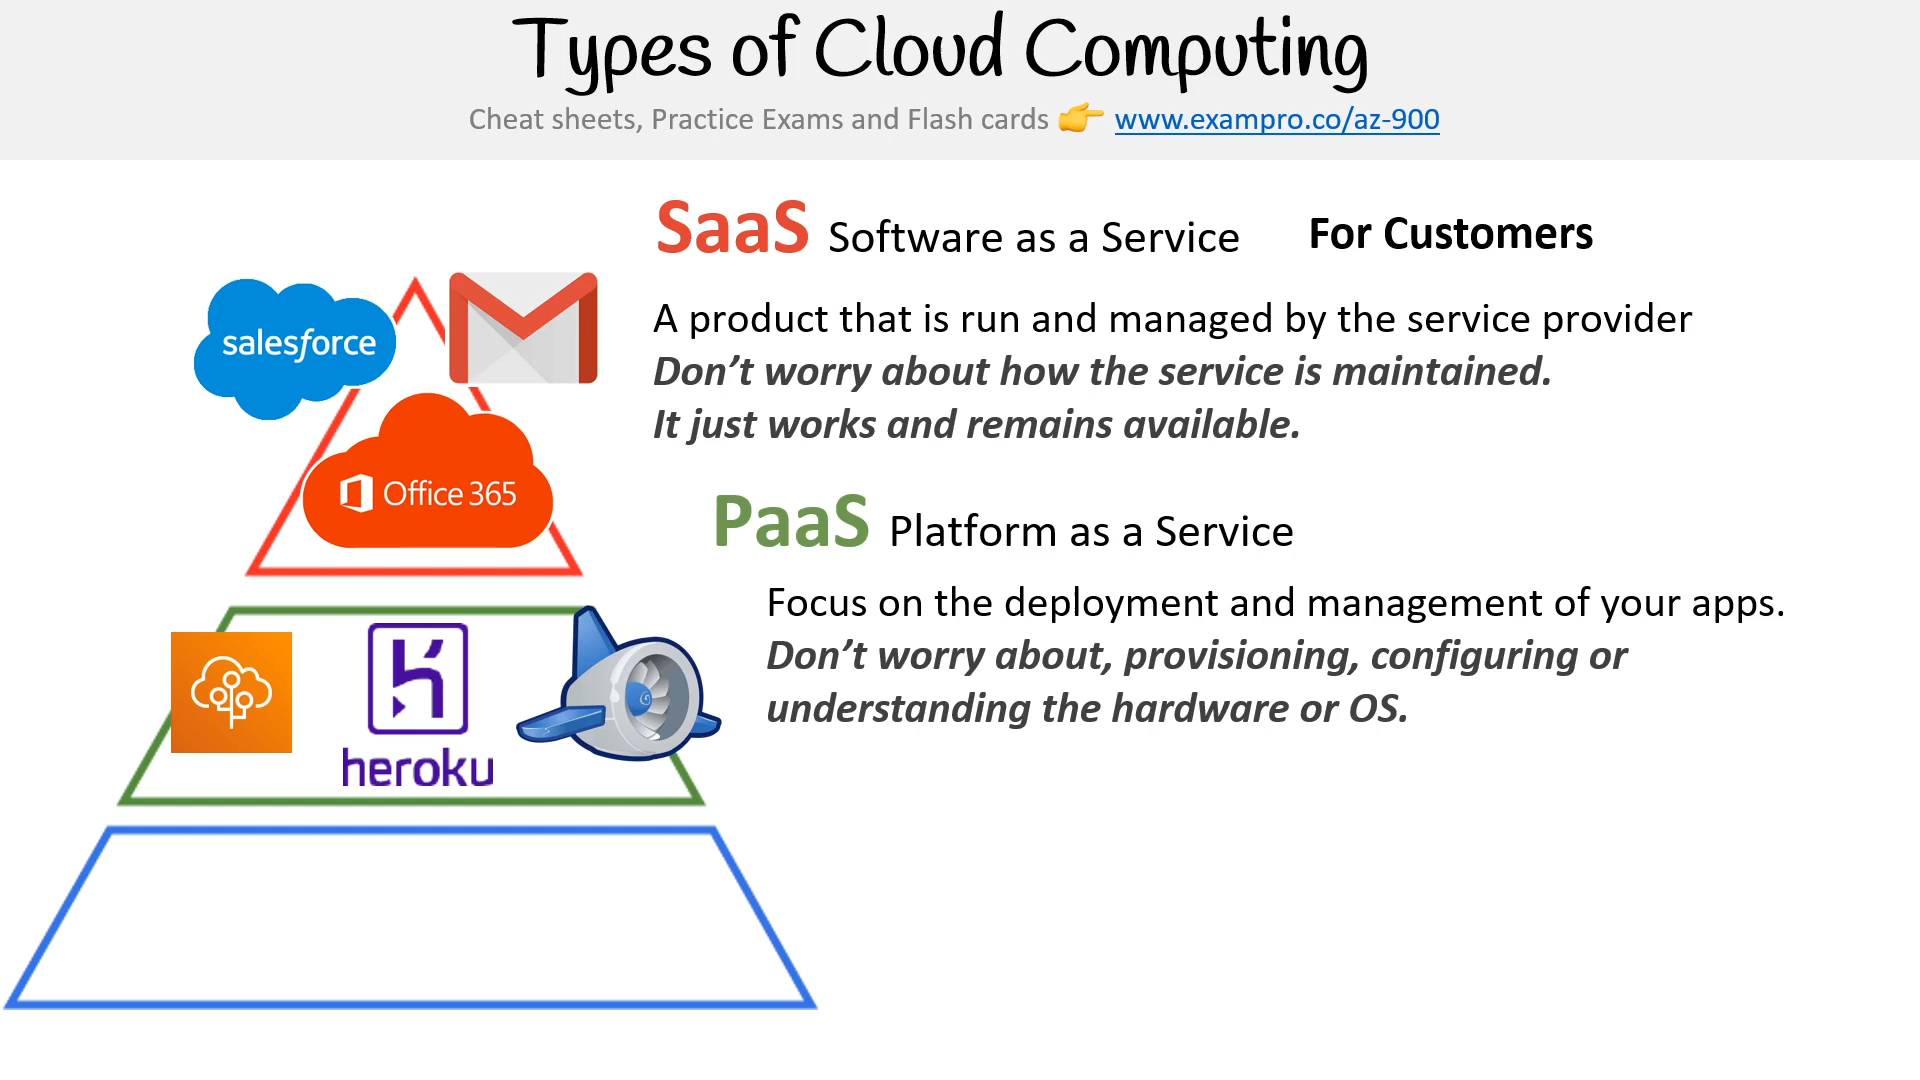 Types of Cloud Computing
Cheat sheets, Practice Exams and Flash cards 👉 www.exampro.co/az-900
SaaS Software as a Service For Customers
A product that is run and managed by the service provider
Don’t worry about how the service is maintained.
It just works and remains available.
salesforce
Office 365
PaaS Platform as a Service
Focus on the deployment and management of your apps.
Don’t worry about, provisioning, configuring or
understanding the hardware or OS.
heroku